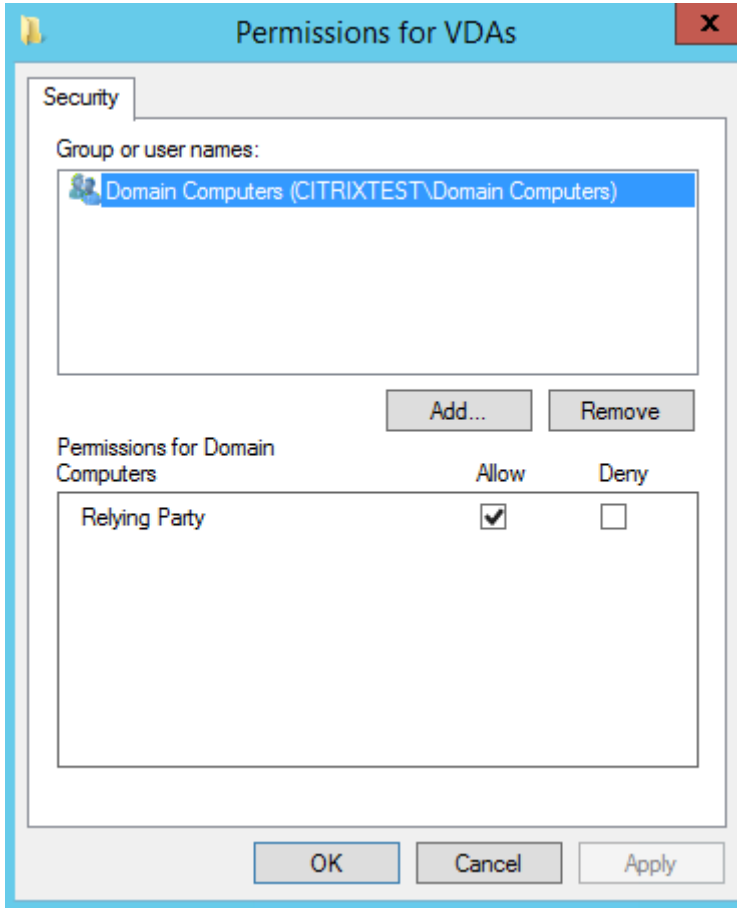 Permissions for VDAs
x
Security
Group or user names:
Domain Computers (CITRIXTEST\Domain Computers)
Add... Remove
Permissions for Domain
Computers Allow Deny
Relying Party
OK Cancel Apply